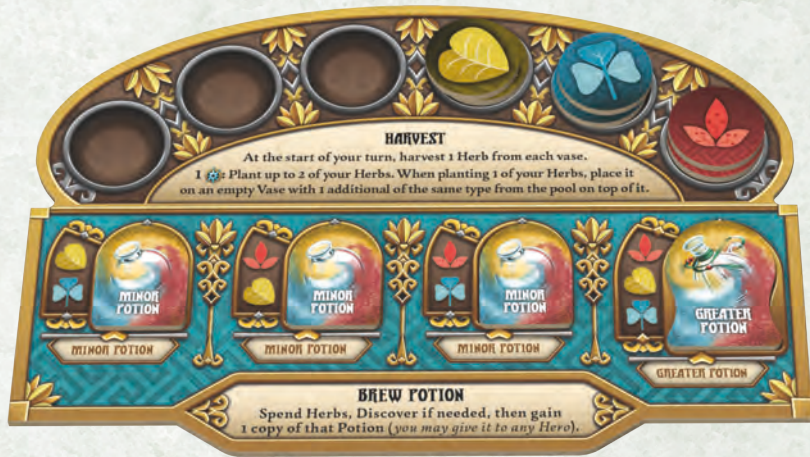 HARVEST
At the start of your turn, harvest 1 Herb from each vase.
1 : Plant up to 2 of your Herbs. When planting 1 of your Herbs, place it
on an empty Vase with 1 additional of the same type from the pool on top of it.
MINOR POTION
MINOR POTION
MINOR POTION
GREATER POTION
MINOR POTION
MINOR POTION
MINOR POTION
GREATER POTION
BREW POTION
Spend Herbs, Discover if needed, then gain
1 copy of that Potion (you may give it to any Hero).